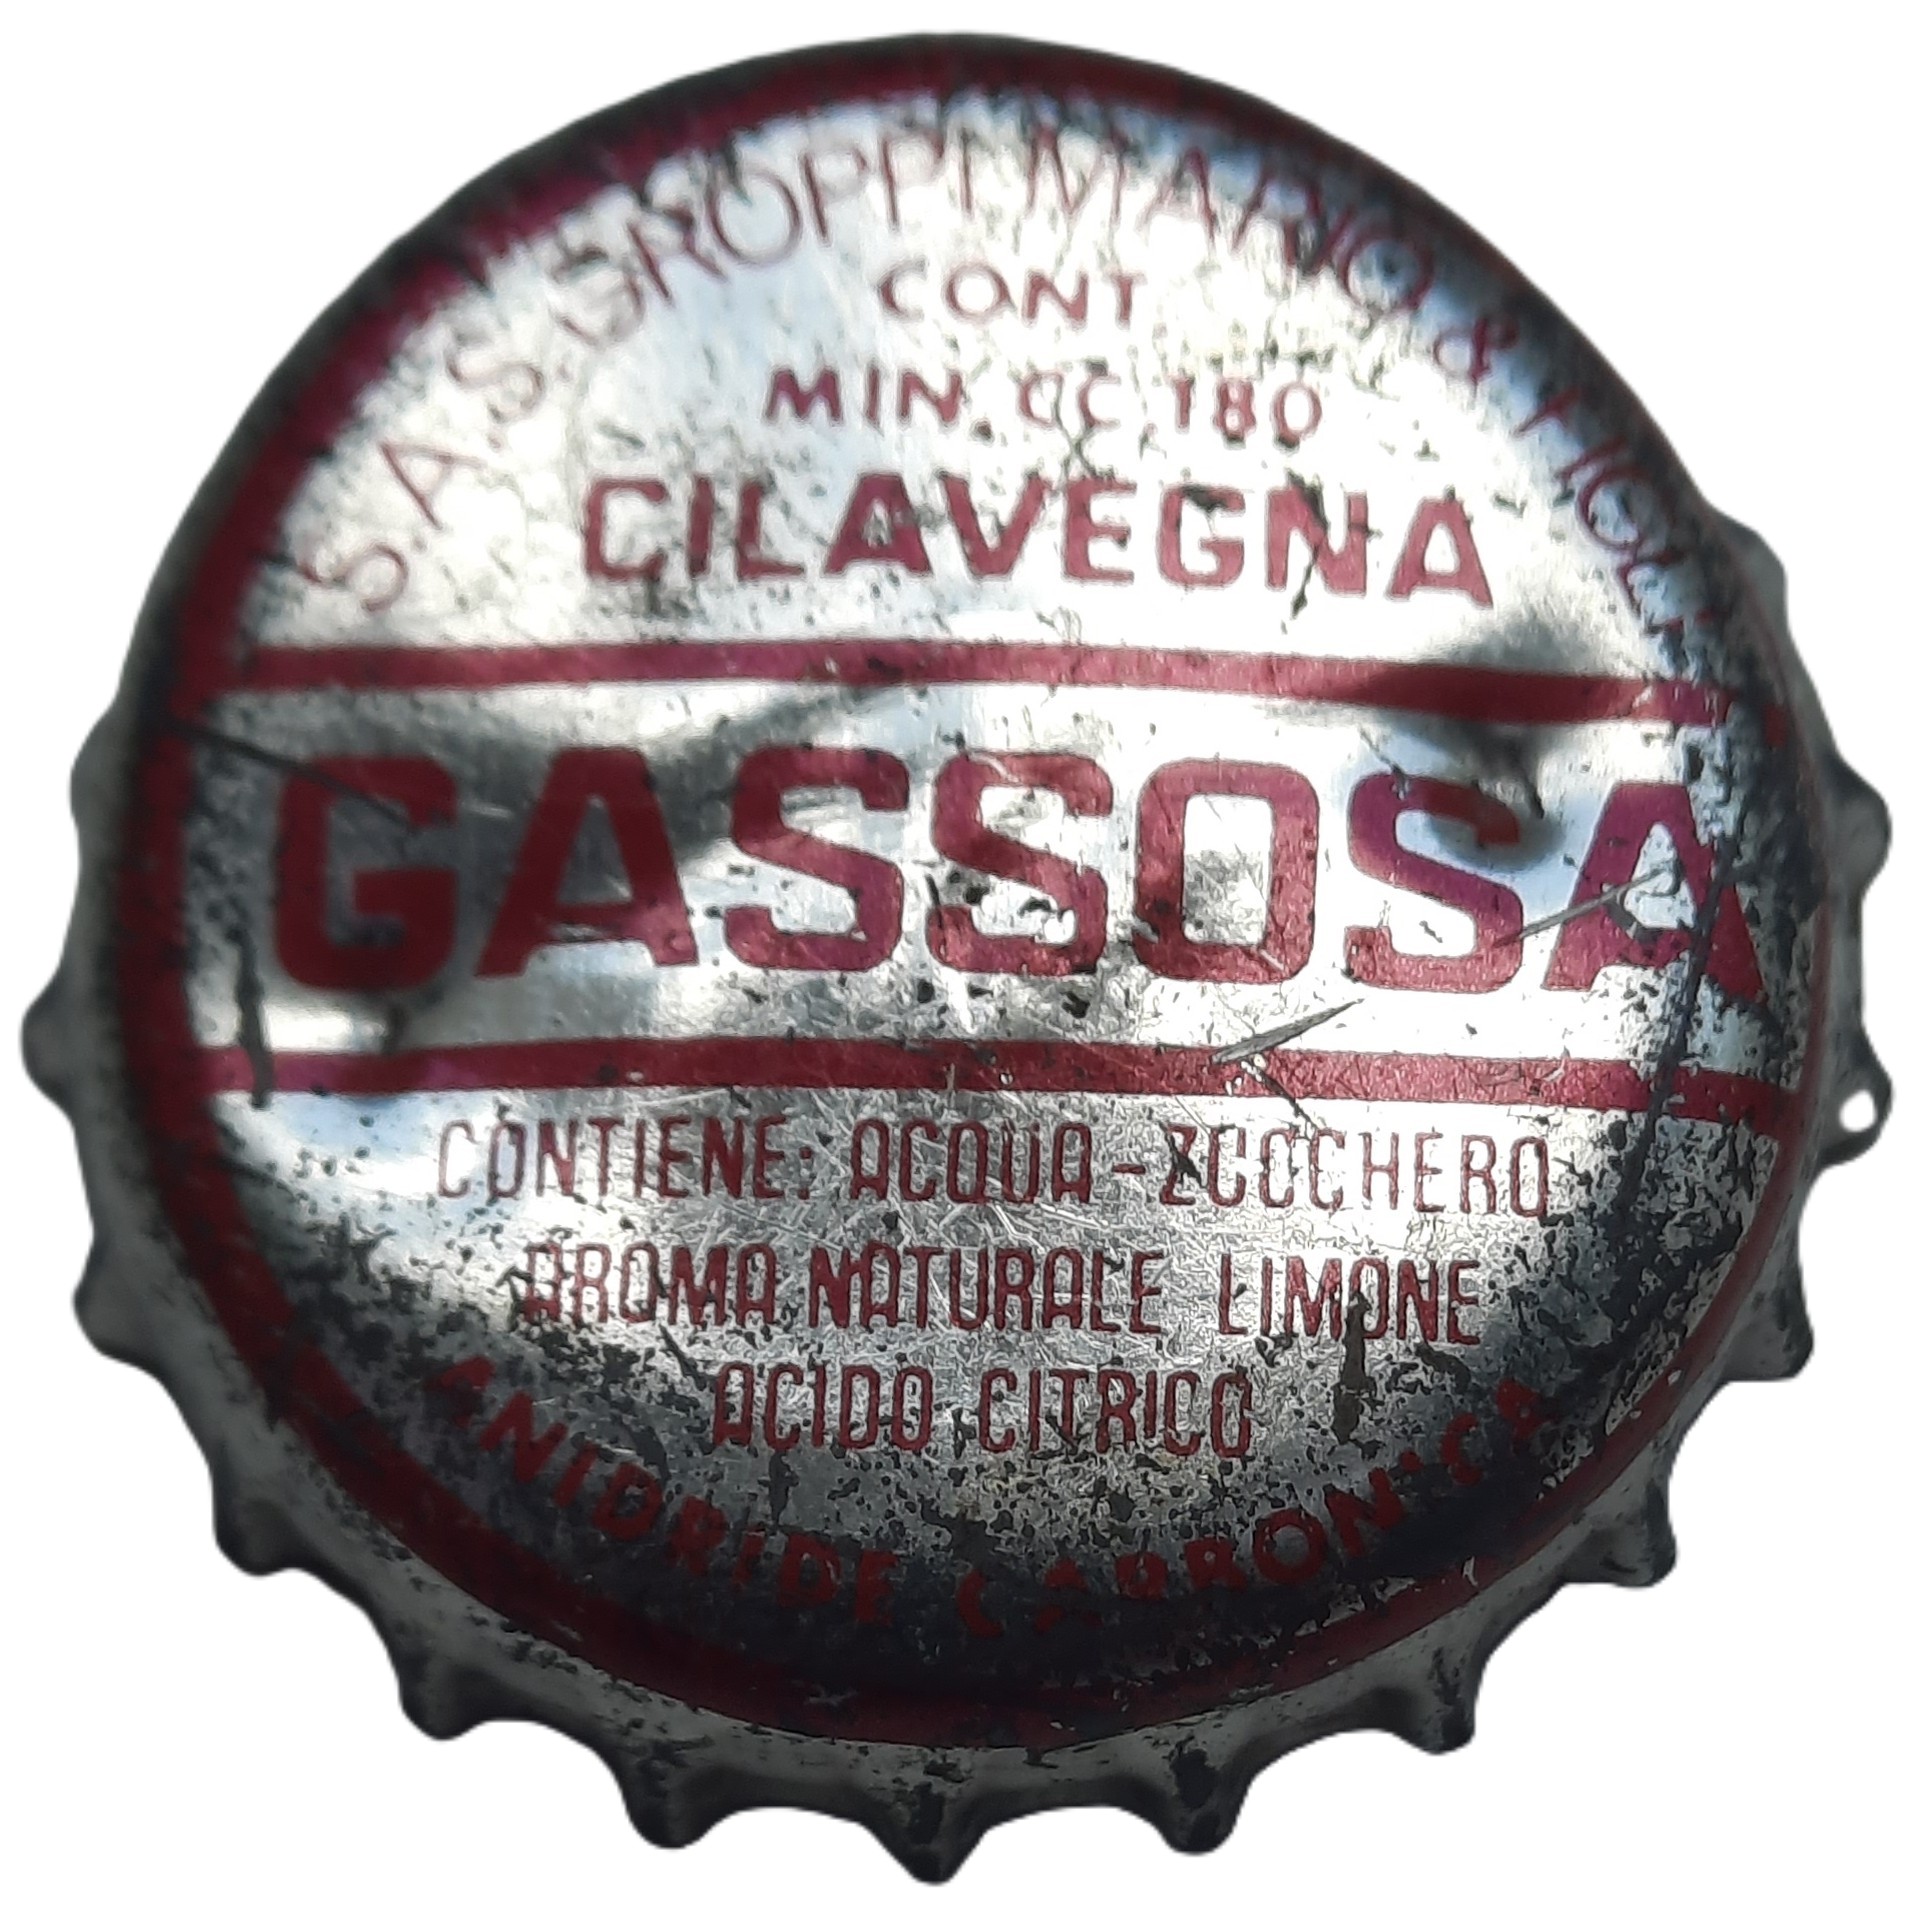 S.A.S. GROPPI MARIO & FIGLI
CONT
MIN. CC 180
CILAVEGNA
GASSOSA
CONTIENE: ACQUA - ZUCCHERO
AROMA NATURALE LIMONE
ACIDO CITRICO
ANIDRIDE CARBONICA